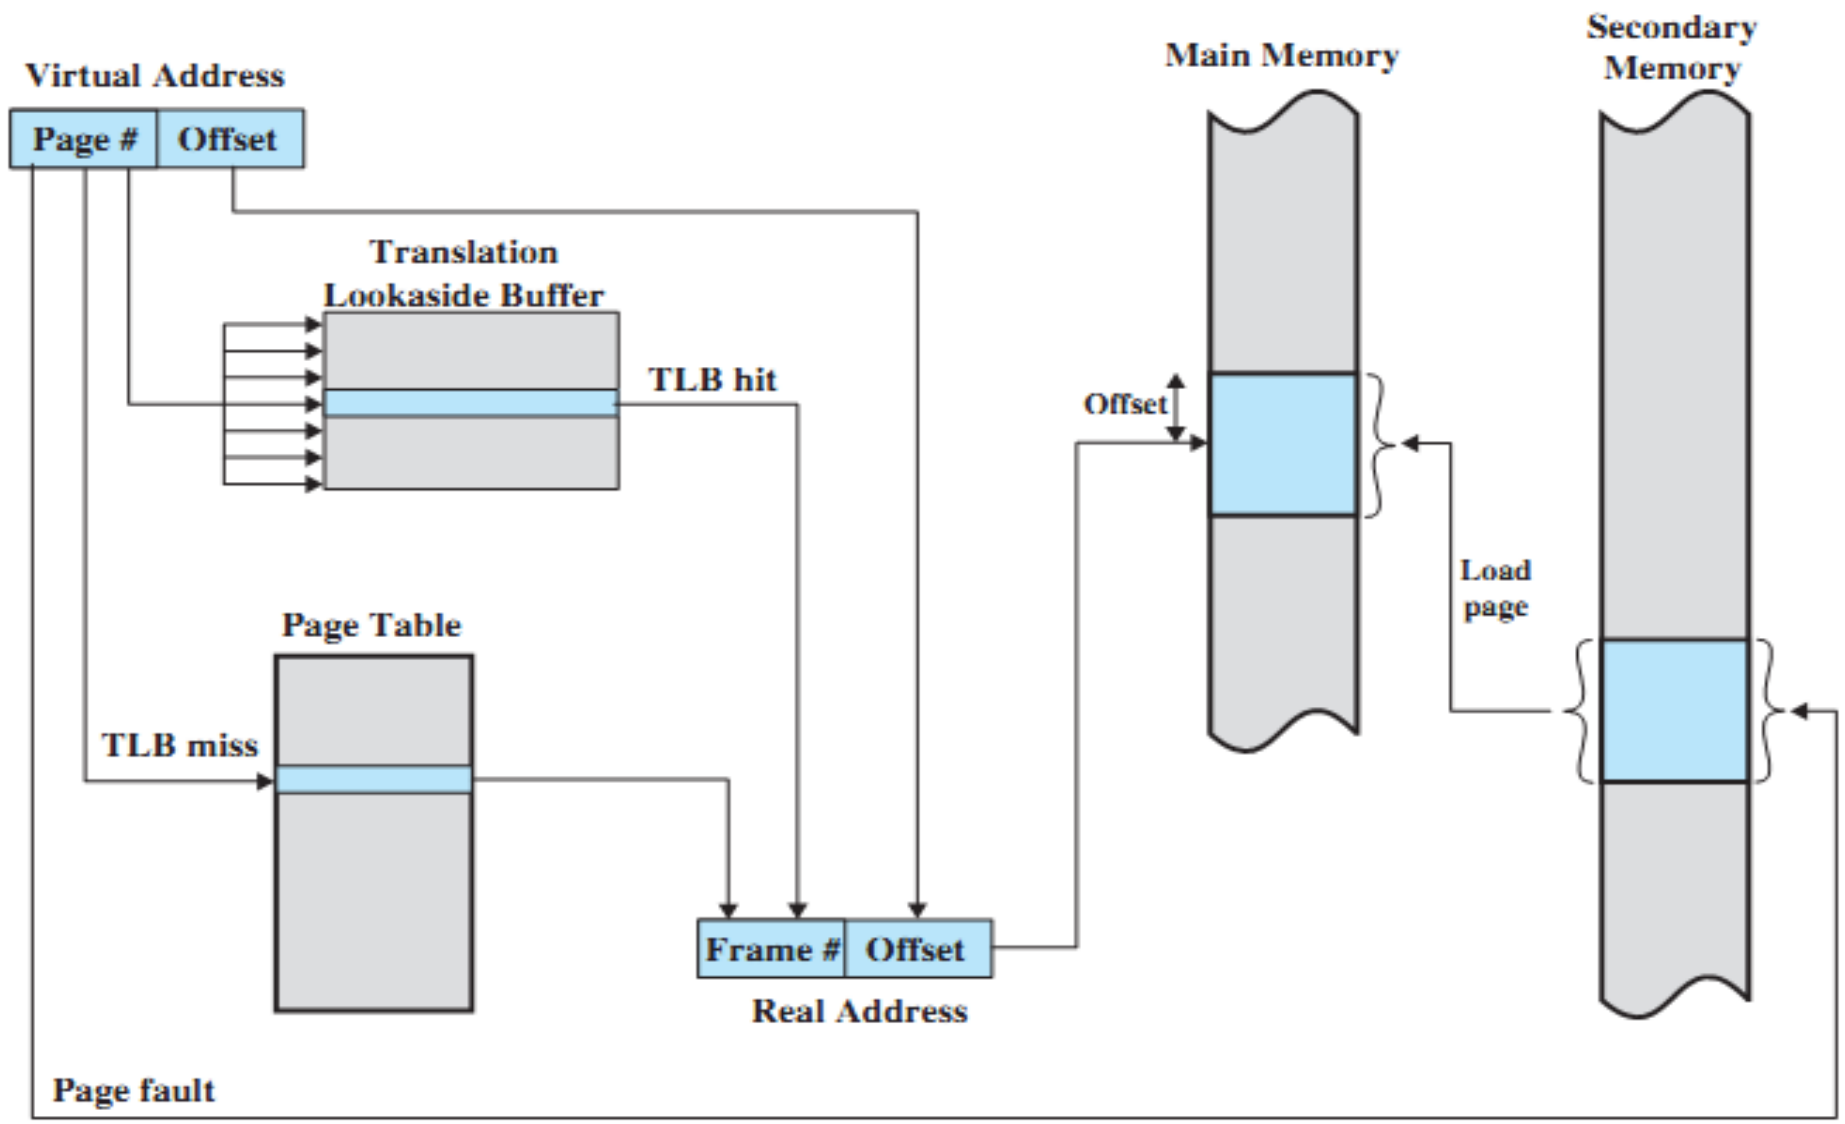 Secondary
Memory
Main Memory
Virtual Address
Page #
Offset
Translation
Lookaside Buffer
TLB hit
Offset
Load
page
Page Table
TLB miss
Frame #
Offset
Real Address
Page fault